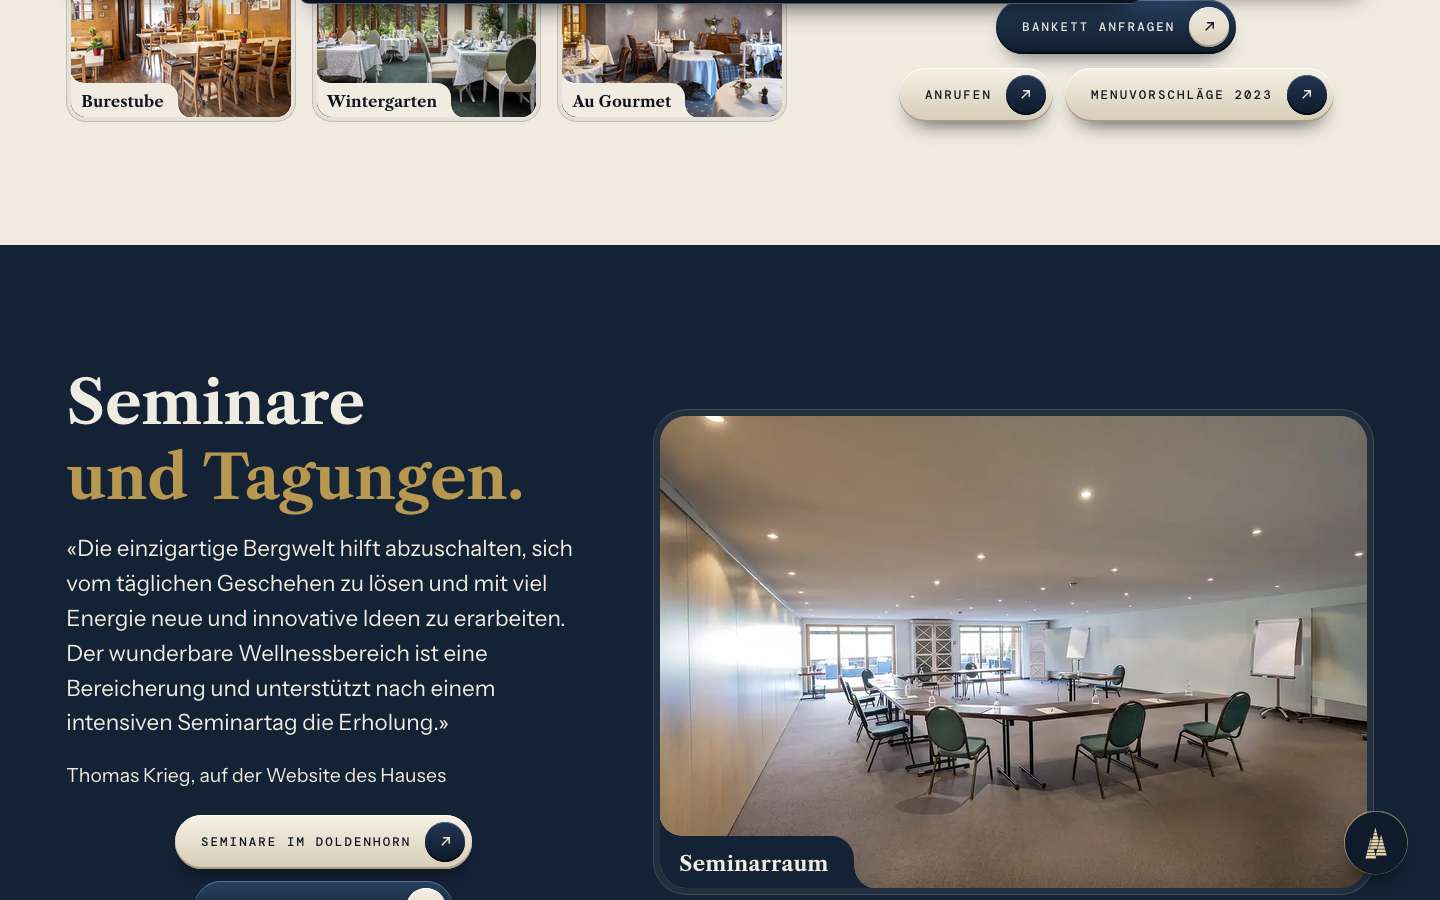 Burestube
Wintergarten
Au Gourmet
BANKETT ANFRAGEN
ANRUFEN
MENUVORSCHLÄGE 2023
Seminare
und Tagungen.
«Die einzigartige Bergwelt hilft abzuschalten, sich
vom täglichen Geschehen zu lösen und mit viel
Energie neue und innovative Ideen zu erarbeiten.
Der wunderbare Wellnessbereich ist eine
Bereicherung und unterstützt nach einem
intensiven Seminartag die Erholung.»
Thomas Krieg, auf der Website des Hauses
SEMINARE IM DOLDENHORN
Seminarraum